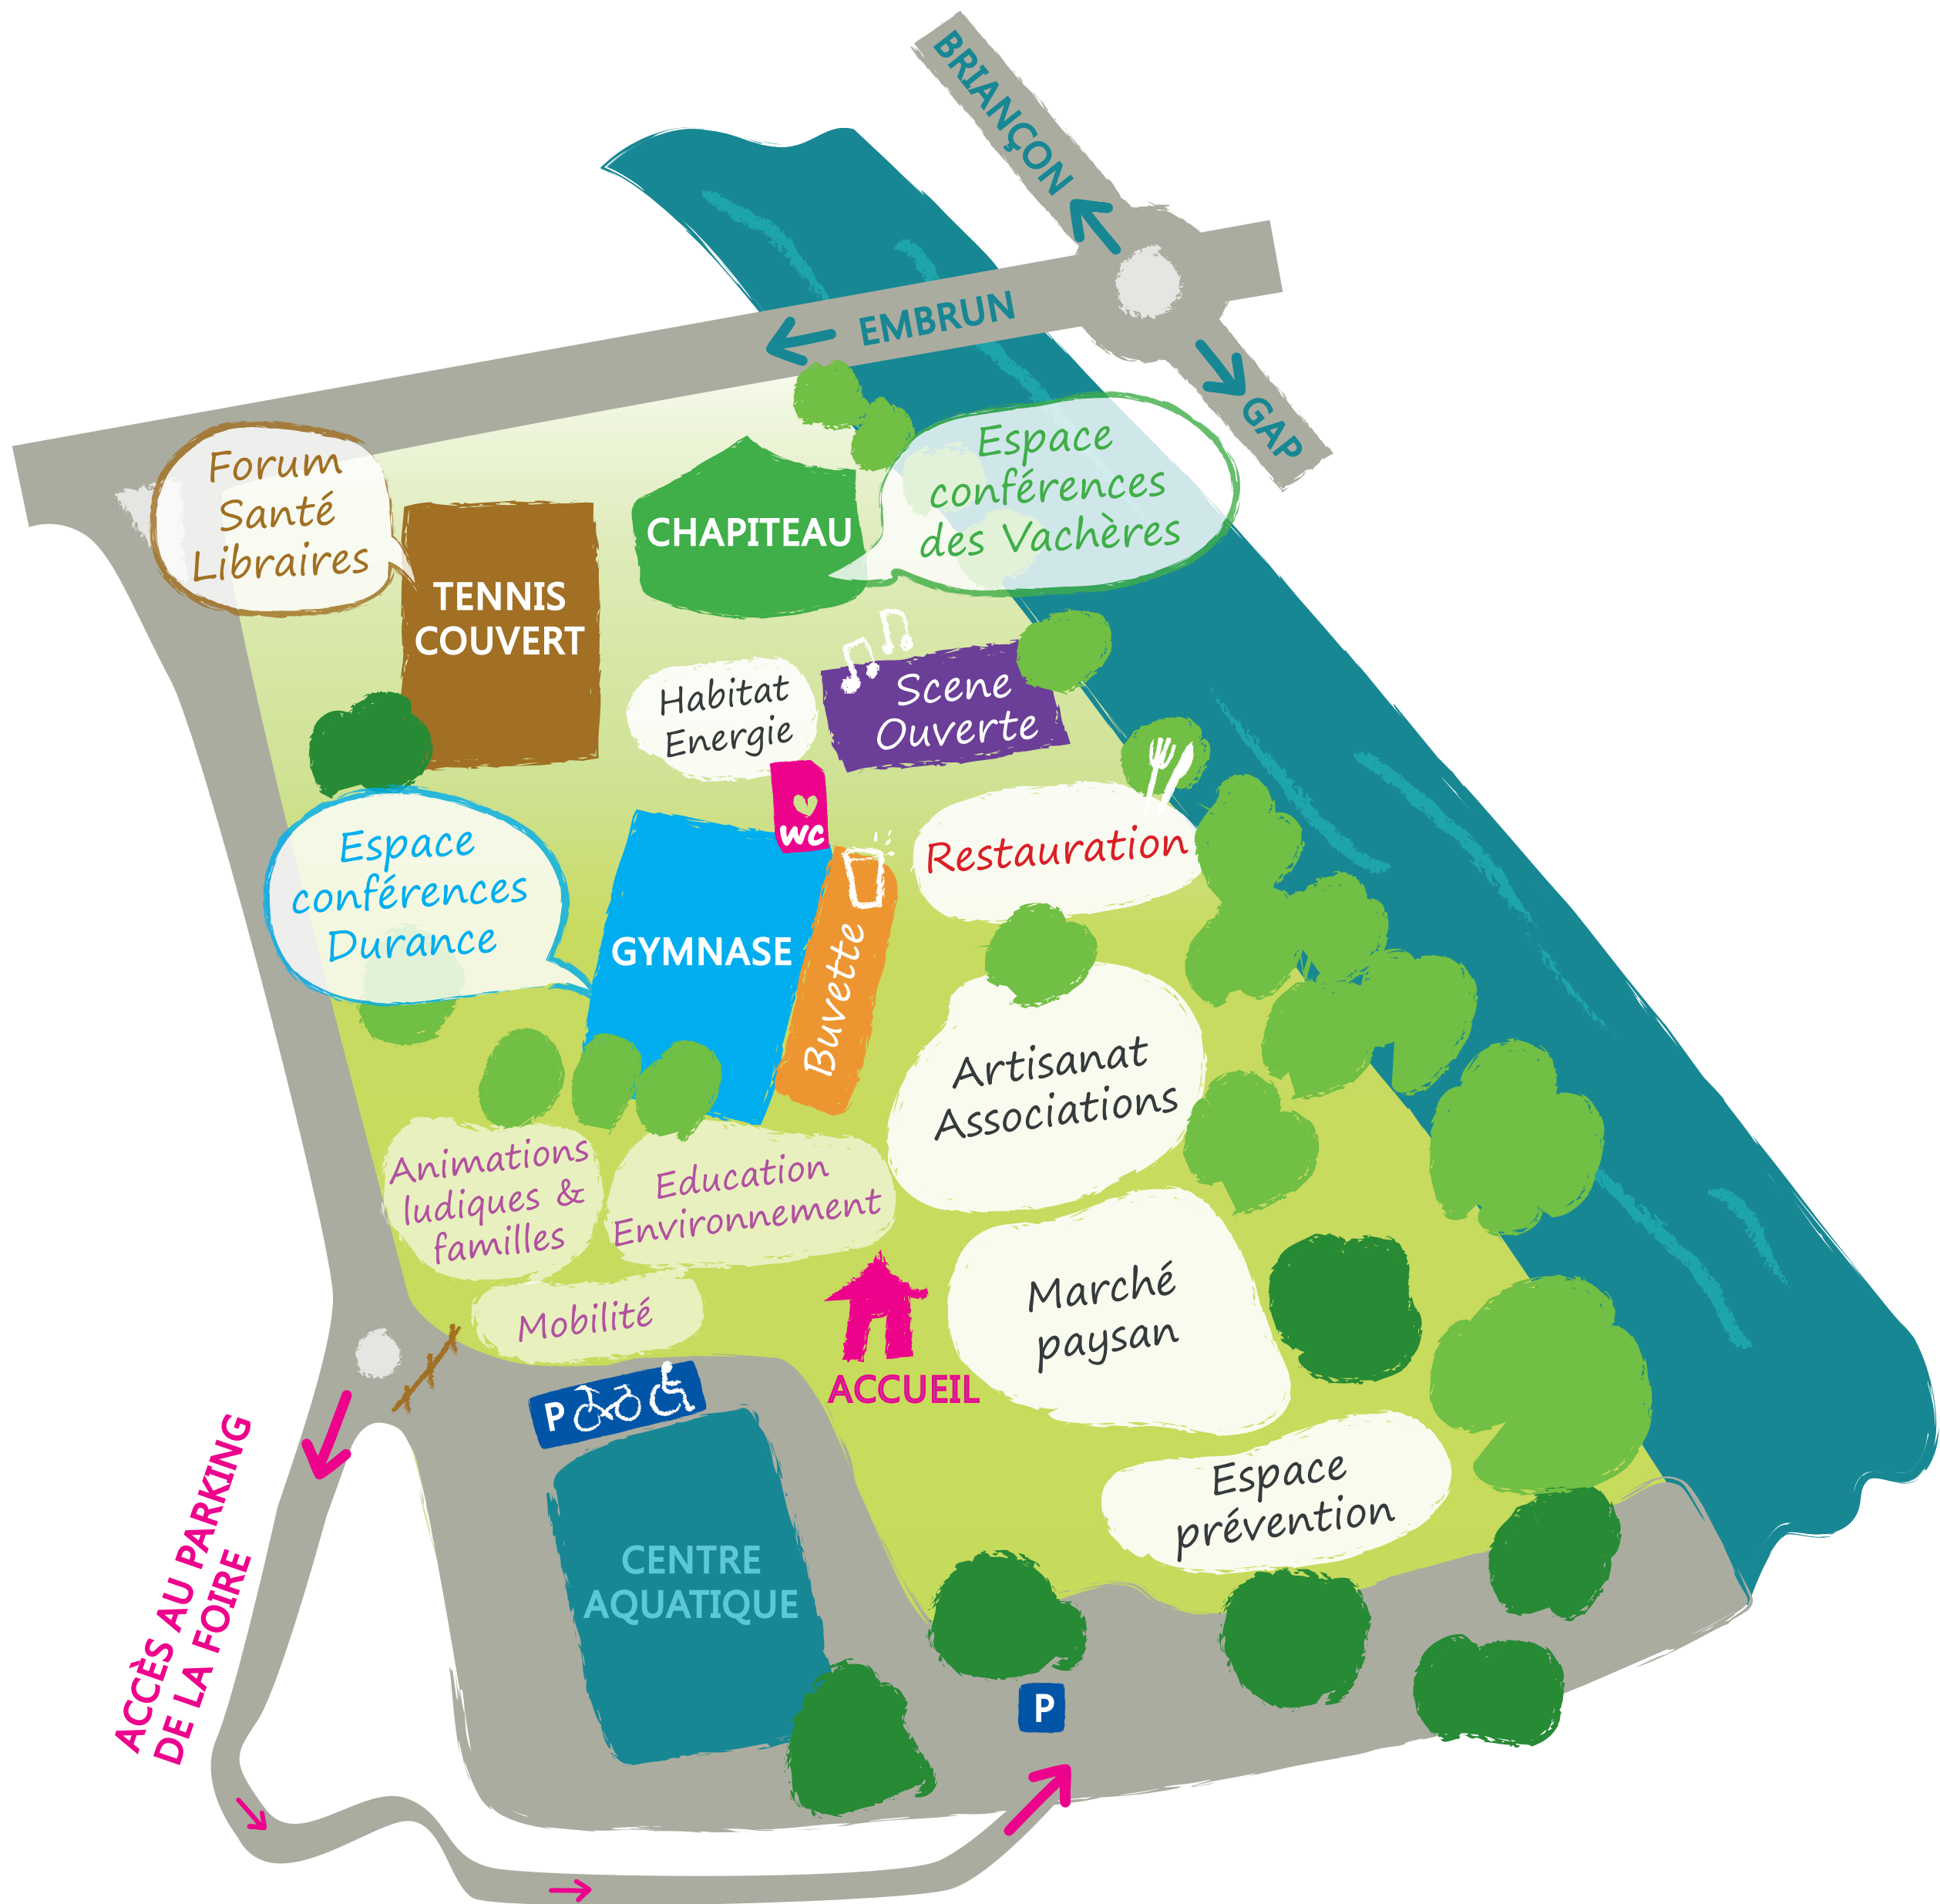 BRIANÇON
EMBRUN
GAP
Forum
Santé
Libraires
TENNIS
COUVERT
CHAPITEAU
Espace
conférences
des Vachères
Habitat
Energie
Scene
Ouverte
WC
Restauration
Espace
conférences
Durance
GYMNASE
Buvette
Artisanat
Associations
Animations
ludiques &
familles
Education
Environnement
Mobilité
Marché
paysan
ACCUEIL
P
Espace
prévention
CENTRE
AQUATIQUE
ACCÈS AU PARKING
DE LA FOIRE
P